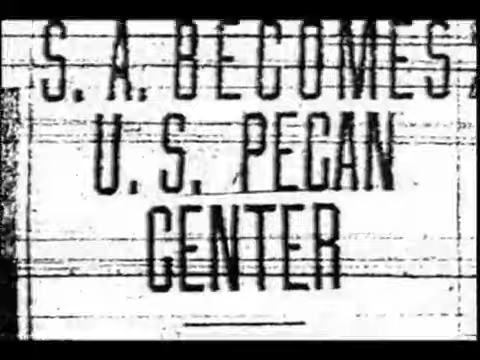 S. A. BECOMES
U. S. PECAN
CENTER